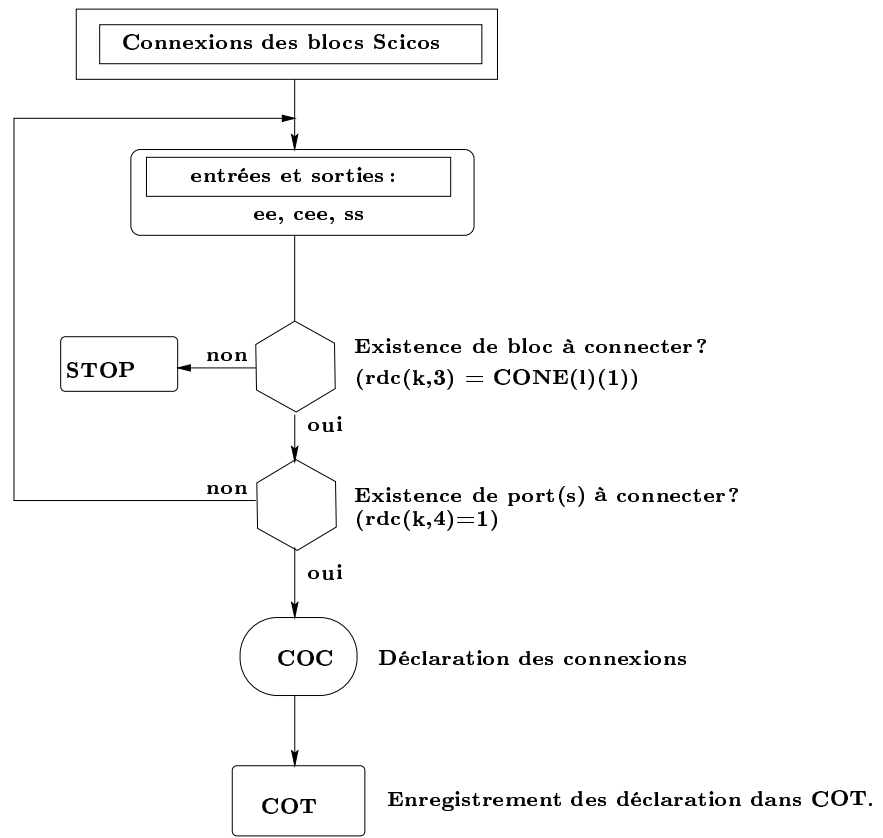 Connexions des blocs Scicos
entrées et sorties :
ee, cee, ss
Existence de bloc à connecter ?
(rdc(k,3) = CONE(l)(1))
non
STOP
oui
non
Existence de port(s) à connecter ?
(rdc(k,4)=1)
oui
COC
Déclaration des connexions
COT
Enregistrement des déclaration dans COT.